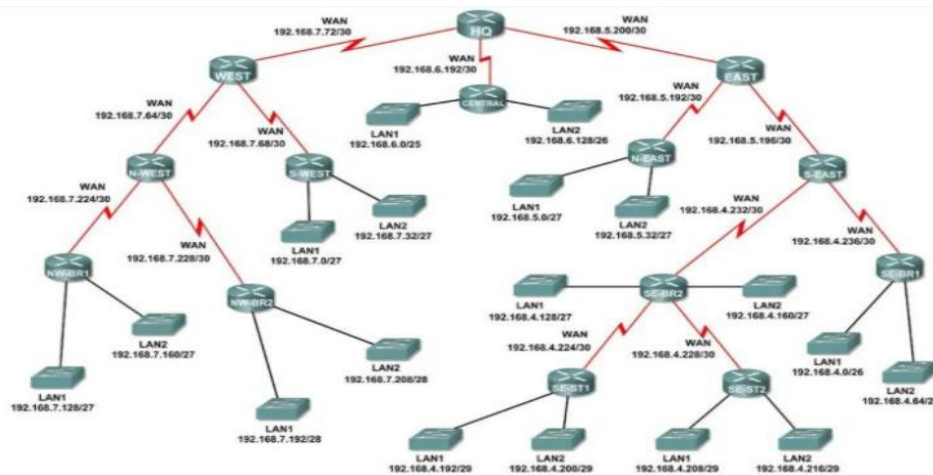 WAN
192.168.7.72/30
HQ
WAN
192.168.5.200/30
WEST
WAN
192.168.6.192/30
EAST
WAN
192.168.7.64/30
WAN
192.168.7.68/30
LAN1
192.168.6.0/25
CENTRAL
LAN2
192.168.6.128/26
WAN
192.168.5.192/30
WAN
192.168.5.196/30
N-WEST
S-WEST
N-EAST
S-EAST
WAN
192.168.7.224/30
WAN
192.168.7.228/30
LAN1
192.168.7.0/27
LAN2
192.168.7.32/27
LAN1
192.168.5.0/27
LAN2
192.168.5.32/27
WAN
192.168.4.232/30
WAN
192.168.4.236/30
NW-BR1
NW-BR2
LAN1
192.168.4.128/27
SE-BR2
LAN2
192.168.4.160/27
SE-BR1
LAN2
192.168.7.160/27
LAN1
192.168.7.128/27
LAN2
192.168.7.208/28
LAN1
192.168.7.192/28
WAN
192.168.4.224/30
WAN
192.168.4.228/30
LAN1
192.168.4.0/26
LAN2
192.168.4.64/2
SE-ST1
SE-ST2
LAN1
192.168.4.192/29
LAN2
192.168.4.200/29
LAN1
192.168.4.208/29
LAN2
192.168.4.216/29